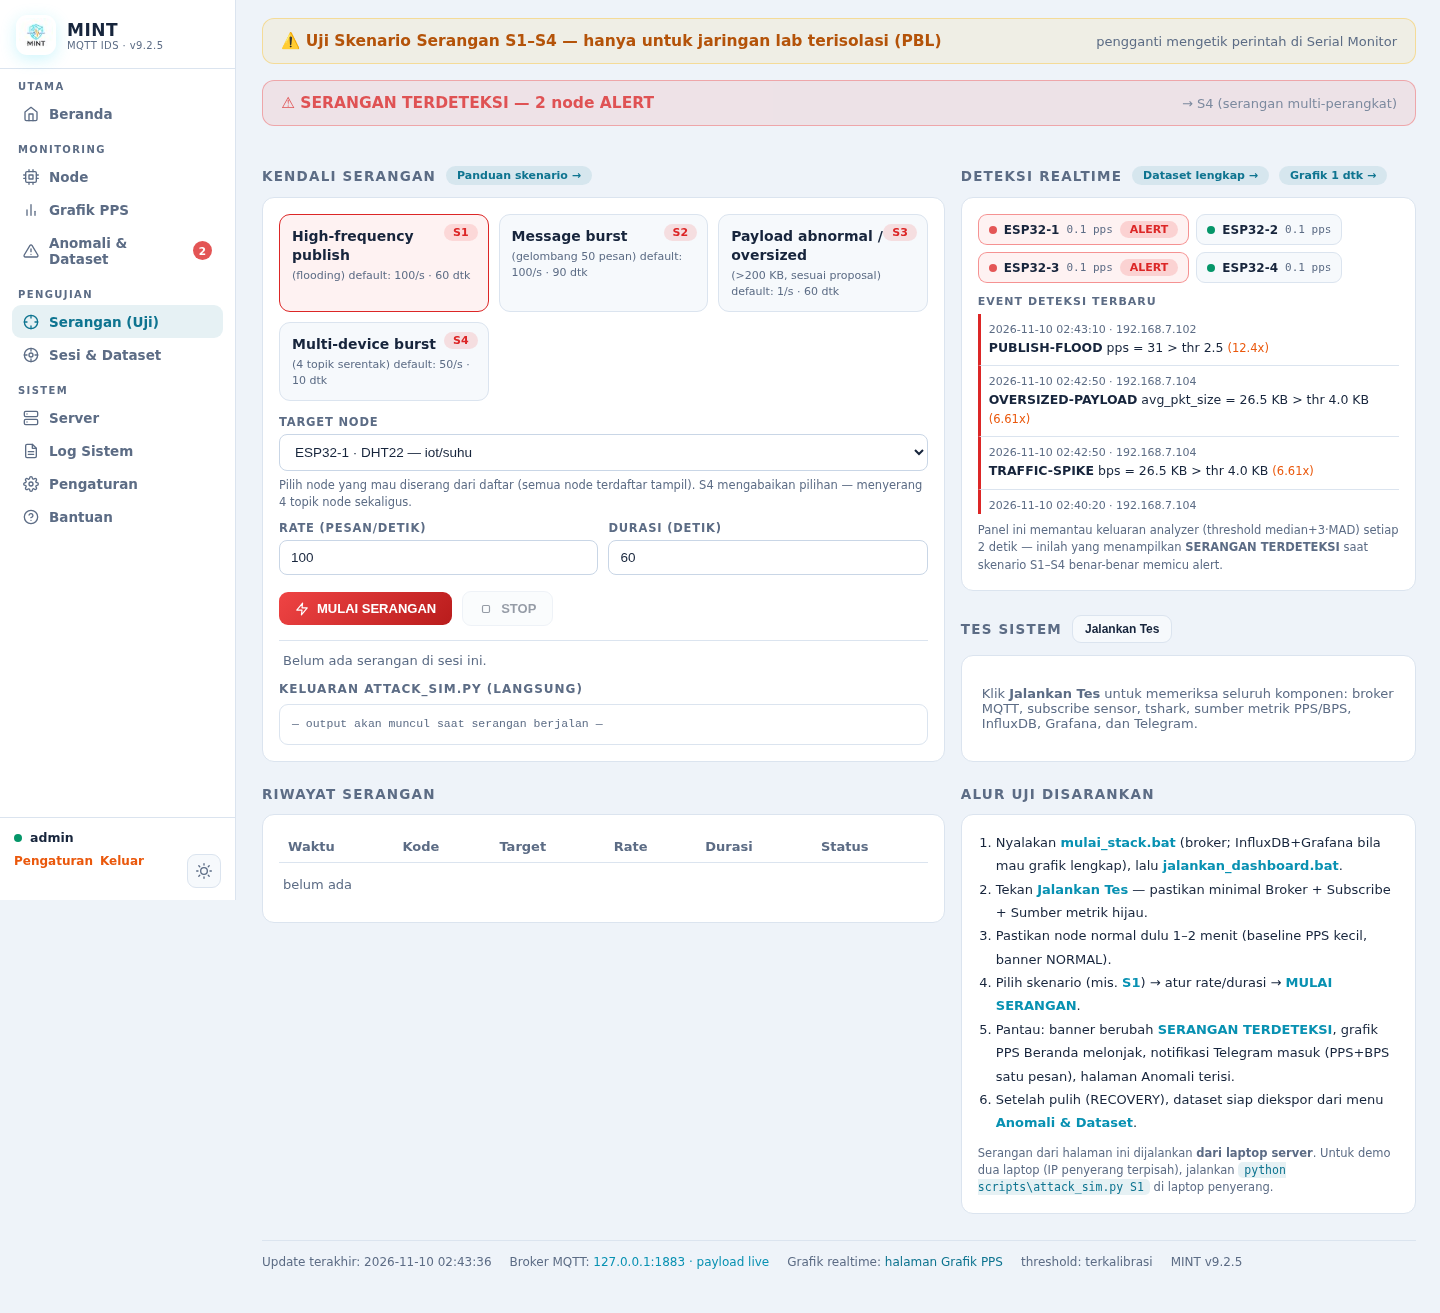 MINT
MQTT IDS · v9.2.5
MINT
UTAMA
Beranda
MONITORING
Node
Grafik PPS
Anomali &
Dataset
2
PENGUJIAN
Serangan (Uji)
Sesi & Dataset
SISTEM
Server
Log Sistem
Pengaturan
Bantuan
admin
Pengaturan Keluar
⚠️ Uji Skenario Serangan S1–S4 — hanya untuk jaringan lab terisolasi (PBL)
pengganti mengetik perintah di Serial Monitor
⚠ SERANGAN TERDETEKSI — 2 node ALERT
→ S4 (serangan multi-perangkat)
KENDALI SERANGAN
Panduan skenario →
High-frequency
publish
S1
(flooding) default: 100/s · 60 dtk
Message burst
S2
(gelombang 50 pesan) default:
100/s · 90 dtk
Payload abnormal /
oversized
S3
(>200 KB, sesuai proposal)
default: 1/s · 60 dtk
Multi-device burst
S4
(4 topik serentak) default: 50/s ·
10 dtk
TARGET NODE
ESP32-1 · DHT22 — iot/suhu
Pilih node yang mau diserang dari daftar (semua node terdaftar tampil). S4 mengabaikan pilihan — menyerang
4 topik node sekaligus.
RATE (PESAN/DETIK)
DURASI (DETIK)
100
60
MULAI SERANGAN
STOP
Belum ada serangan di sesi ini.
KELUARAN ATTACK_SIM.PY (LANGSUNG)
— output akan muncul saat serangan berjalan —
DETEKSI REALTIME
Dataset lengkap →
Grafik 1 dtk →
ESP32-1 0.1 pps ALERT
ESP32-2 0.1 pps
ESP32-3 0.1 pps ALERT
ESP32-4 0.1 pps
EVENT DETEKSI TERBARU
2026-11-10 02:43:10 · 192.168.7.102
PUBLISH-FLOOD pps = 31 > thr 2.5 (12.4x)
2026-11-10 02:42:50 · 192.168.7.104
OVERSIZED-PAYLOAD avg_pkt_size = 26.5 KB > thr 4.0 KB
(6.61x)
2026-11-10 02:42:50 · 192.168.7.104
TRAFFIC-SPIKE bps = 26.5 KB > thr 4.0 KB (6.61x)
2026-11-10 02:40:20 · 192.168.7.104
Panel ini memantau keluaran analyzer (threshold median+3·MAD) setiap
2 detik — inilah yang menampilkan SERANGAN TERDETEKSI saat
skenario S1–S4 benar-benar memicu alert.
TES SISTEM
Jalankan Tes
Klik Jalankan Tes untuk memeriksa seluruh komponen: broker
MQTT, subscribe sensor, tshark, sumber metrik PPS/BPS,
InfluxDB, Grafana, dan Telegram.
RIWAYAT SERANGAN
Waktu Kode Target Rate Durasi Status
belum ada
ALUR UJI DISARANKAN
1. Nyalakan mulai_stack.bat (broker; InfluxDB+Grafana bila
mau grafik lengkap), lalu jalankan_dashboard.bat.
2. Tekan Jalankan Tes — pastikan minimal Broker + Subscribe
+ Sumber metrik hijau.
3. Pastikan node normal dulu 1–2 menit (baseline PPS kecil,
banner NORMAL).
4. Pilih skenario (mis. S1) → atur rate/durasi → MULAI
SERANGAN.
5. Pantau: banner berubah SERANGAN TERDETEKSI, grafik
PPS Beranda melonjak, notifikasi Telegram masuk (PPS+BPS
satu pesan), halaman Anomali terisi.
6. Setelah pulih (RECOVERY), dataset siap diekspor dari menu
Anomali & Dataset.
Serangan dari halaman ini dijalankan dari laptop server. Untuk demo
dua laptop (IP penyerang terpisah), jalankan python
scripts\attack_sim.py S1 di laptop penyerang.
Update terakhir: 2026-11-10 02:43:36 Broker MQTT: 127.0.0.1:1883 · payload live Grafik realtime: halaman Grafik PPS threshold: terkalibrasi MINT v9.2.5